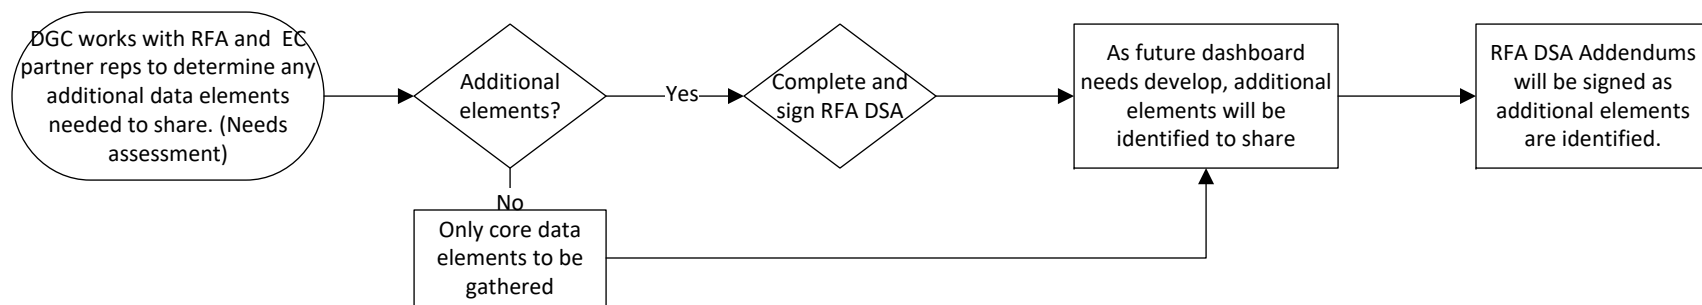 DGC works with RFA and  EC
partner reps to determine any
additional data elements
needed to share. (Needs
assessment)
Additional
elements?
Yes
Complete and
sign RFA DSA
As future dashboard
needs develop, additional
elements will be
identified to share
RFA DSA Addendums
will be signed as
additional elements
are identified.
No
Only core data
elements to be
gathered